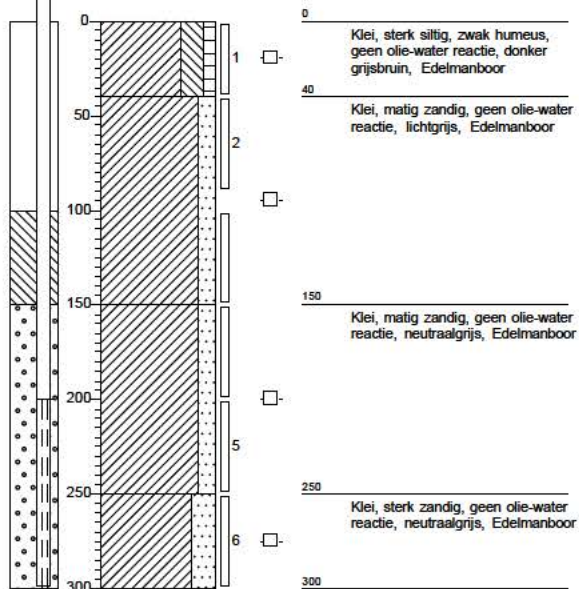 0
50
100
150
200
250
300
1
2
5
6
0
Klei, sterk siltig, zwak humeus,
geen olie-water reactie, donker
grijsbruin, Edelmanboor
40
Klei, matig zandig, geen olie-water
reactie, lichtgrijs, Edelmanboor
150
Klei, matig zandig, geen olie-water
reactie, neutraalgrijs, Edelmanboor
250
Klei, sterk zandig, geen olie-water
reactie, neutraalgrijs, Edelmanboor
300